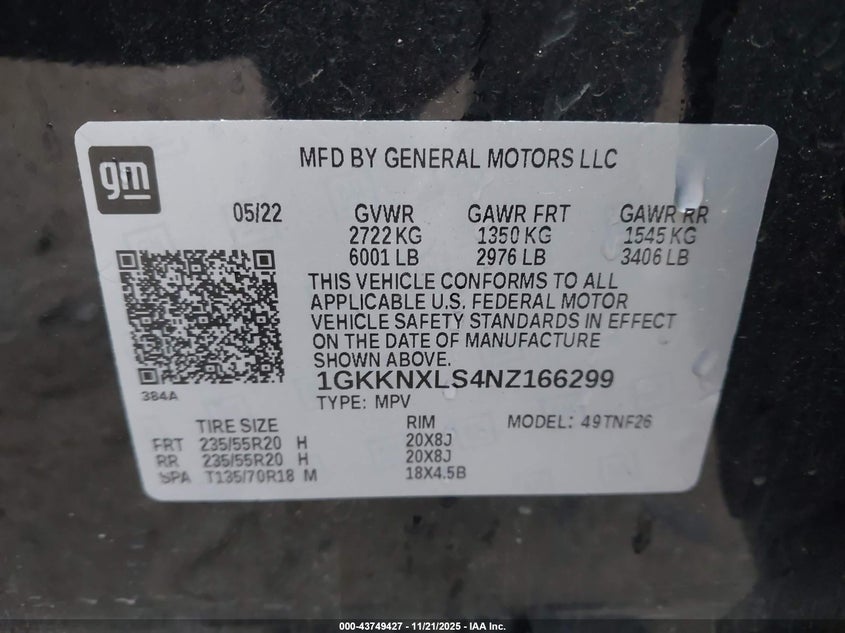 gm
MFD BY GENERAL MOTORS LLC
05/22 GVWR GAWR FRT GAWR RR
2722 KG 1350 KG 1545 KG
6001 LB 2976 LB 3406 LB
THIS VEHICLE CONFORMS TO ALL
APPLICABLE U.S. FEDERAL MOTOR
VEHICLE SAFETY STANDARDS IN EFFECT
ON THE DATE OF MANUFACTURE
SHOWN ABOVE.
1GKKNXLS4NZ166299
384A
TYPE: MPV
TIRE SIZE RIM MODEL: 49TNF26
FRT 235/55R20 H 20X8J
RR 235/55R20 H 20X8J
SPA T135/70R18 M 18X4.5B
000-43749427 - 11/21/2025 - IAA Inc.